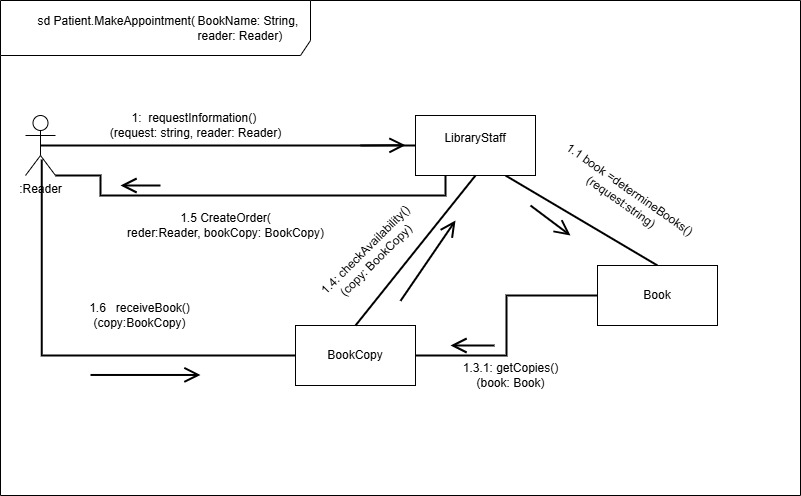 sd Patient.MakeAppointment( BookName: String,
reader: Reader)
1:  requestInformation()
(request: string, reader: Reader)
LibraryStaff
:Reader
1.1 book =determineBooks()
(request:string)
1.5 CreateOrder(
reder:Reader, bookCopy: BookCopy)
1.4: checkAvailability()
(copy: BookCopy)
Book
1.6   receiveBook()
(copy:BookCopy)
BookCopy
1.3.1: getCopies()
(book: Book)